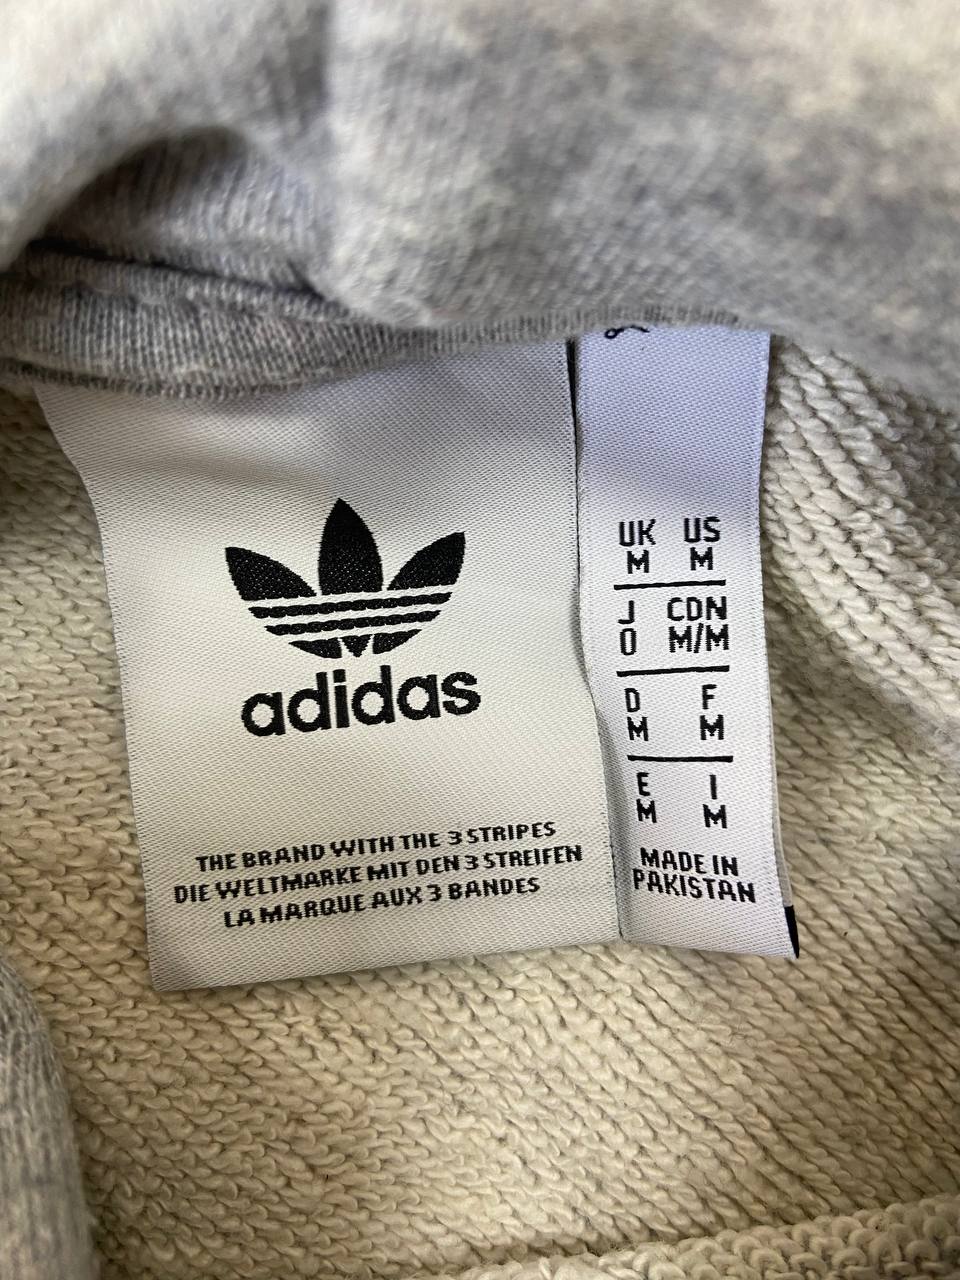 adidas
THE BRAND WITH THE 3 STRIPES
DIE WELTMARKE MIT DEN 3 STREIFEN
LA MARQUE AUX 3 BANDES
UK US
M M
J CDN
O M/M
D F
M M
E I
M M
MADE IN
PAKISTAN